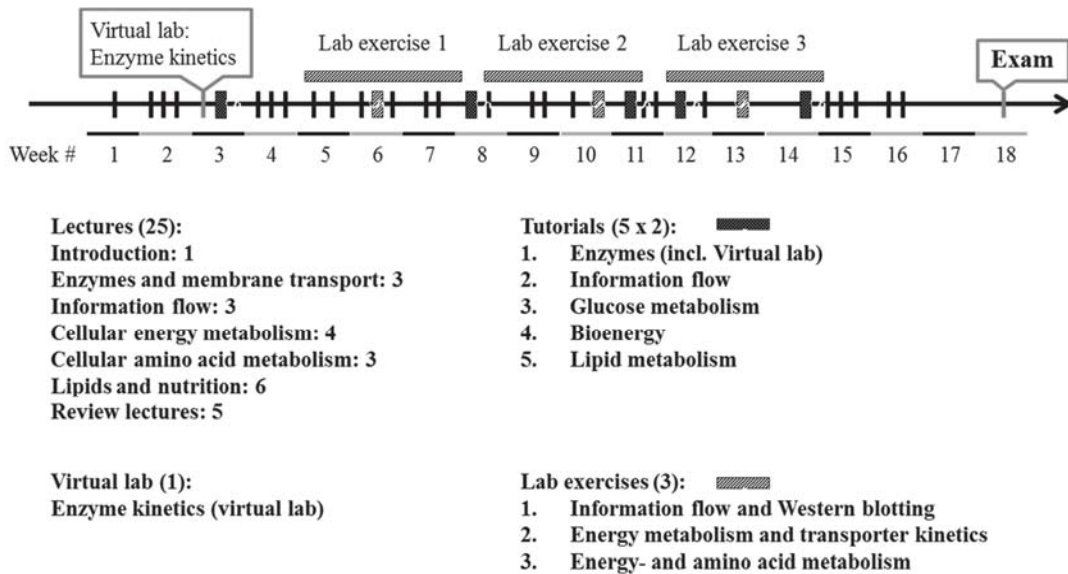 Virtual lab:
Enzyme kinetics
Lab exercise 1
Lab exercise 2
Lab exercise 3
Exam
Week #
1
2
3
4
5
6
7
8
9
10
11
12
13
14
15
16
17
18
Lectures (25):
Introduction: 1
Enzymes and membrane transport: 3
Information flow: 3
Cellular energy metabolism: 4
Cellular amino acid metabolism: 3
Lipids and nutrition: 6
Review lectures: 5
Tutorials (5 x 2):
1. Enzymes (incl. Virtual lab)
2. Information flow
3. Glucose metabolism
4. Bioenergy
5. Lipid metabolism
Virtual lab (1):
Enzyme kinetics (virtual lab)
Lab exercises (3):
1. Information flow and Western blotting
2. Energy metabolism and transporter kinetics
3. Energy- and amino acid metabolism